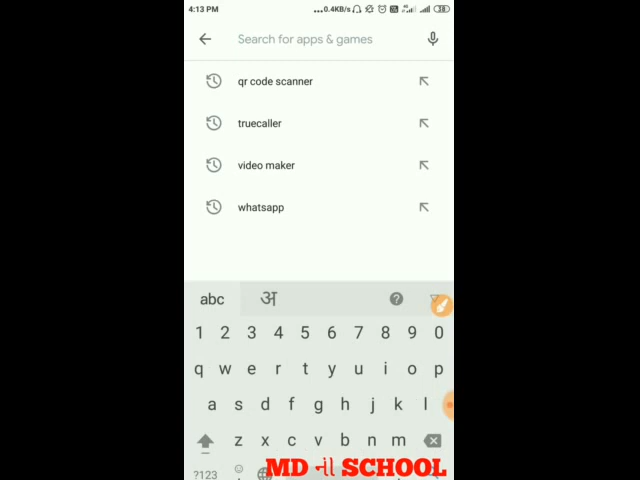 4:13 PM ...0.4KB/s 38
Search for apps & games
qr code scanner
truecaller
video maker
whatsapp
abc अ ?
1 2 3 4 5 6 7 8 9 0
q w e r t y u i o p
a s d f g h j k l
z x c v b n m
?123
MD ની SCHOOL